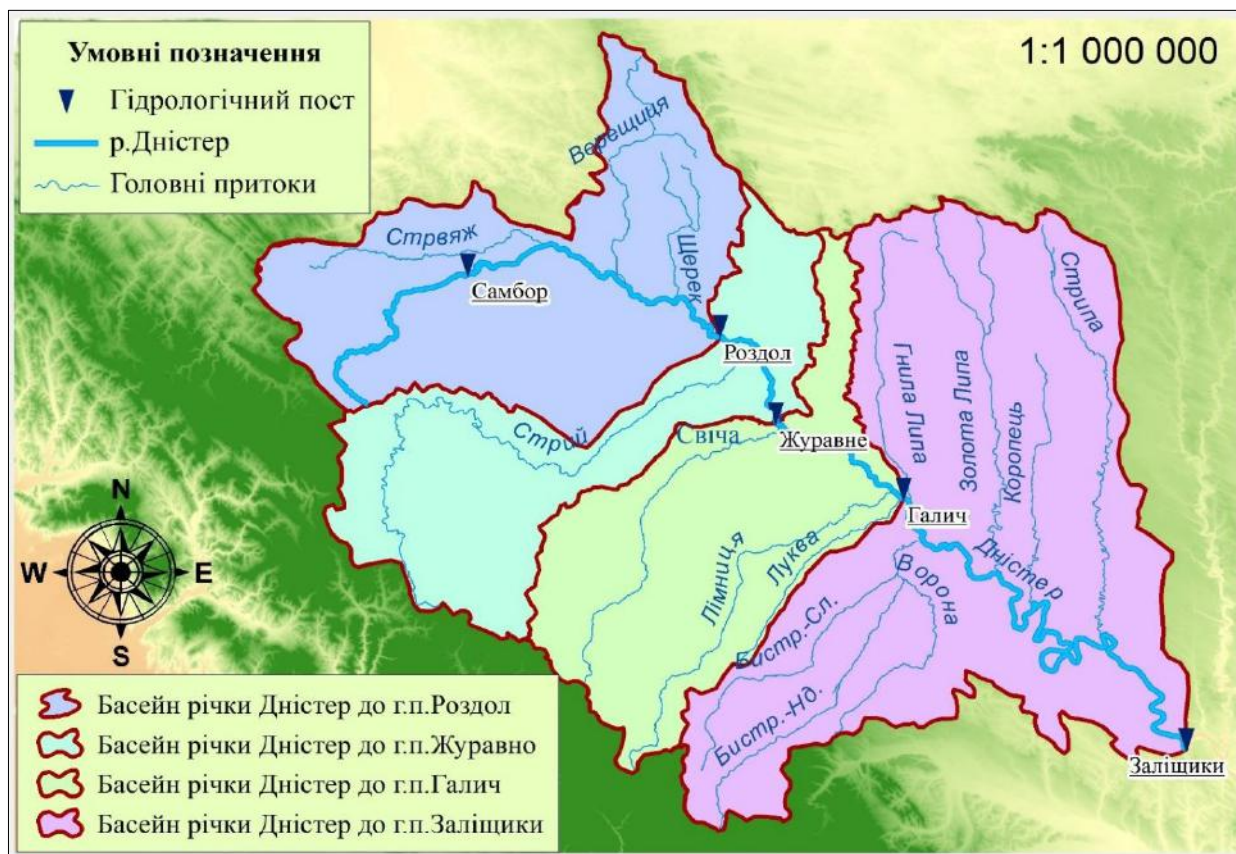 Умовні позначення
Гідрологічний пост
р.Дністер
Головні притоки
1:1 000 000
Верещиця
Стрвяж
Щерек
Самбор
Роздол
Стрий
Свіча
Журавне
Гнила Липа
Золота Липа
Коропець
Стрипа
Галич
Дністер
Лімниця
Луква
Ворона
Бистр.-Сл.
Бистр.-Нд.
Заліщики
N
W
E
S
Басейн річки Дністер до г.п.Роздол
Басейн річки Дністер до г.п.Журавно
Басейн річки Дністер до г.п.Галич
Басейн річки Дністер до г.п.Заліщики